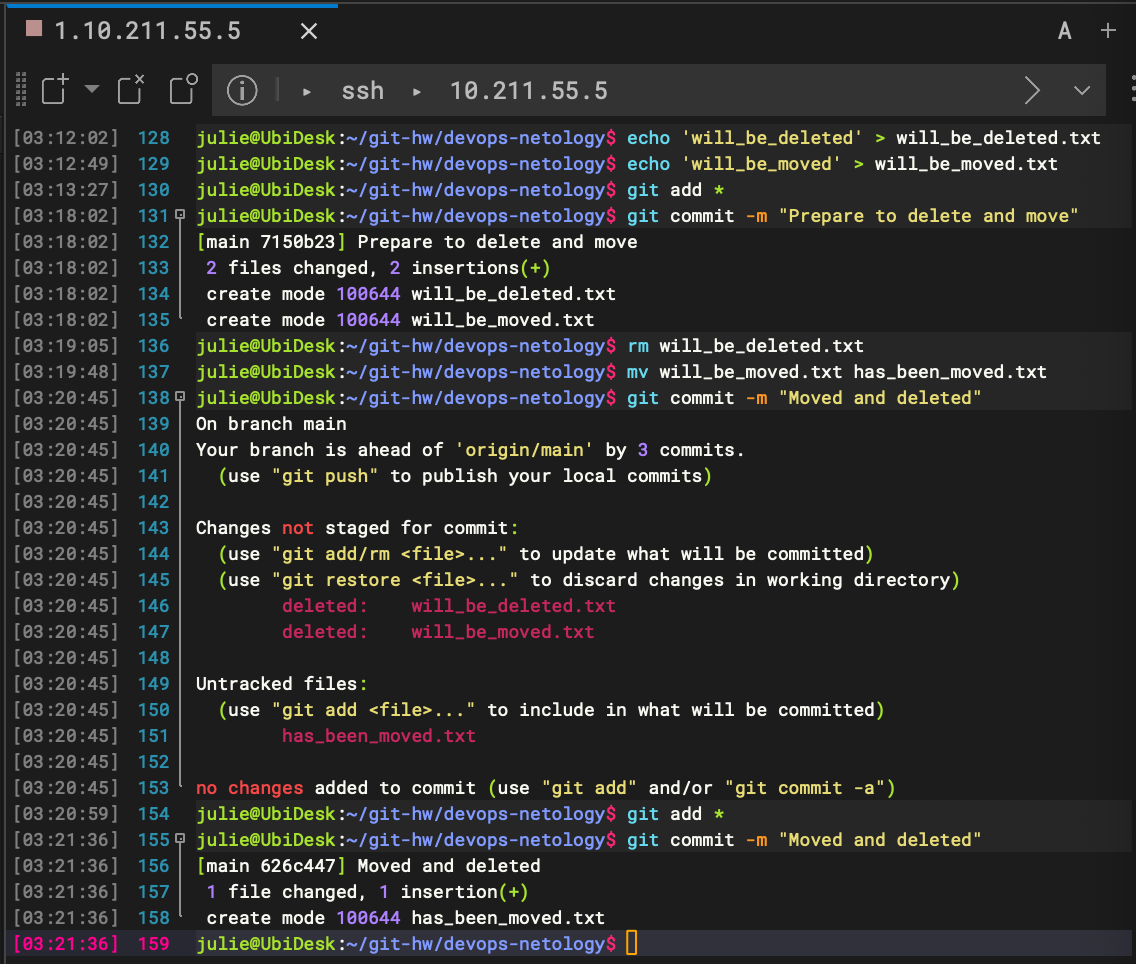 1.10.211.55.5
A
ssh 10.211.55.5
[03:12:02] 128 julie@UbiDesk:~/git-hw/devops-netology$ echo 'will_be_deleted' > will_be_deleted.txt
[03:12:49] 129 julie@UbiDesk:~/git-hw/devops-netology$ echo 'will_be_moved' > will_be_moved.txt
[03:13:27] 130 julie@UbiDesk:~/git-hw/devops-netology$ git add *
[03:18:02] 131 julie@UbiDesk:~/git-hw/devops-netology$ git commit -m "Prepare to delete and move"
[03:18:02] 132 [main 7150b23] Prepare to delete and move
[03:18:02] 133 2 files changed, 2 insertions(+)
[03:18:02] 134 create mode 100644 will_be_deleted.txt
[03:18:02] 135 create mode 100644 will_be_moved.txt
[03:19:05] 136 julie@UbiDesk:~/git-hw/devops-netology$ rm will_be_deleted.txt
[03:19:48] 137 julie@UbiDesk:~/git-hw/devops-netology$ mv will_be_moved.txt has_been_moved.txt
[03:20:45] 138 julie@UbiDesk:~/git-hw/devops-netology$ git commit -m "Moved and deleted"
[03:20:45] 139 On branch main
[03:20:45] 140 Your branch is ahead of 'origin/main' by 3 commits.
[03:20:45] 141 (use "git push" to publish your local commits)
[03:20:45] 142
[03:20:45] 143 Changes not staged for commit:
[03:20:45] 144 (use "git add/rm <file>..." to update what will be committed)
[03:20:45] 145 (use "git restore <file>..." to discard changes in working directory)
[03:20:45] 146 deleted: will_be_deleted.txt
[03:20:45] 147 deleted: will_be_moved.txt
[03:20:45] 148
[03:20:45] 149 Untracked files:
[03:20:45] 150 (use "git add <file>..." to include in what will be committed)
[03:20:45] 151 has_been_moved.txt
[03:20:45] 152
[03:20:45] 153 no changes added to commit (use "git add" and/or "git commit -a")
[03:20:59] 154 julie@UbiDesk:~/git-hw/devops-netology$ git add *
[03:21:36] 155 julie@UbiDesk:~/git-hw/devops-netology$ git commit -m "Moved and deleted"
[03:21:36] 156 [main 626c447] Moved and deleted
[03:21:36] 157 1 file changed, 1 insertion(+)
[03:21:36] 158 create mode 100644 has_been_moved.txt
[03:21:36] 159 julie@UbiDesk:~/git-hw/devops-netology$